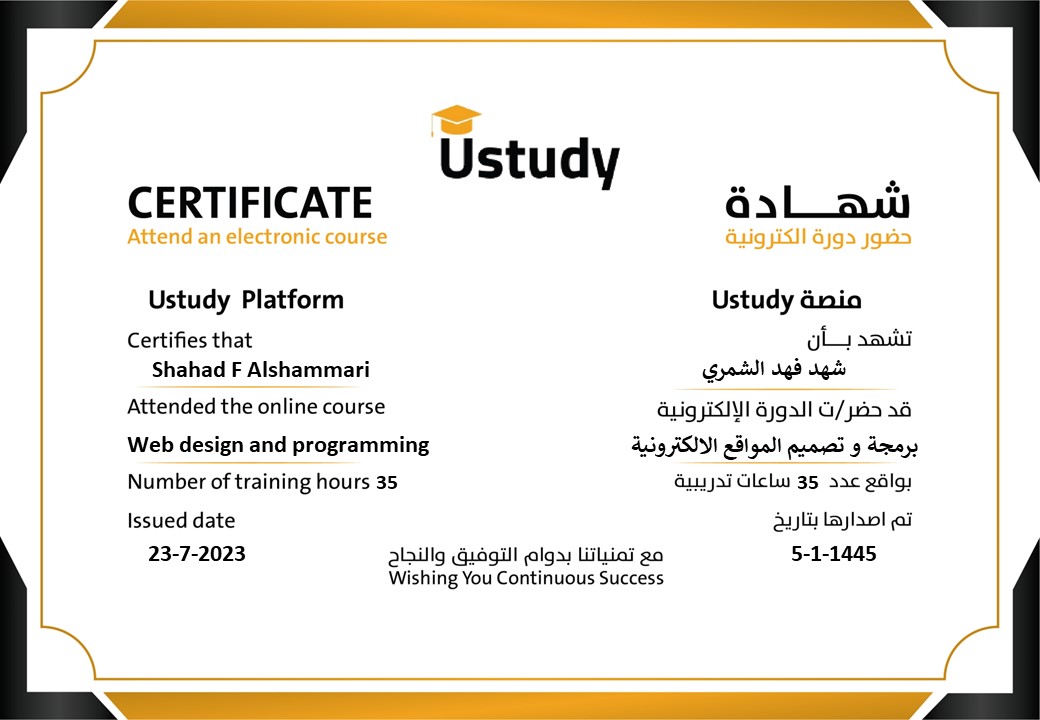 Ustudy
CERTIFICATE
Attend an electronic course
Ustudy Platform
Certifies that
Shahad F Alshammari
Attended the online course
Web design and programming
Number of training hours 35
Issued date
23-7-2023
شهـــادة
حضور دورة الكترونية
منصة Ustudy
تشهد بـــأن
شهد فهد الشمري
قد حضر/ت الدورة الإلكترونية
برمجة و تصميم المواقع الالكترونية
بواقع عدد 35 ساعات تدريبية
تم اصدارها بتاريخ
5-1-1445
مع تمنياتنا بدوام التوفيق والنجاح
Wishing You Continuous Success